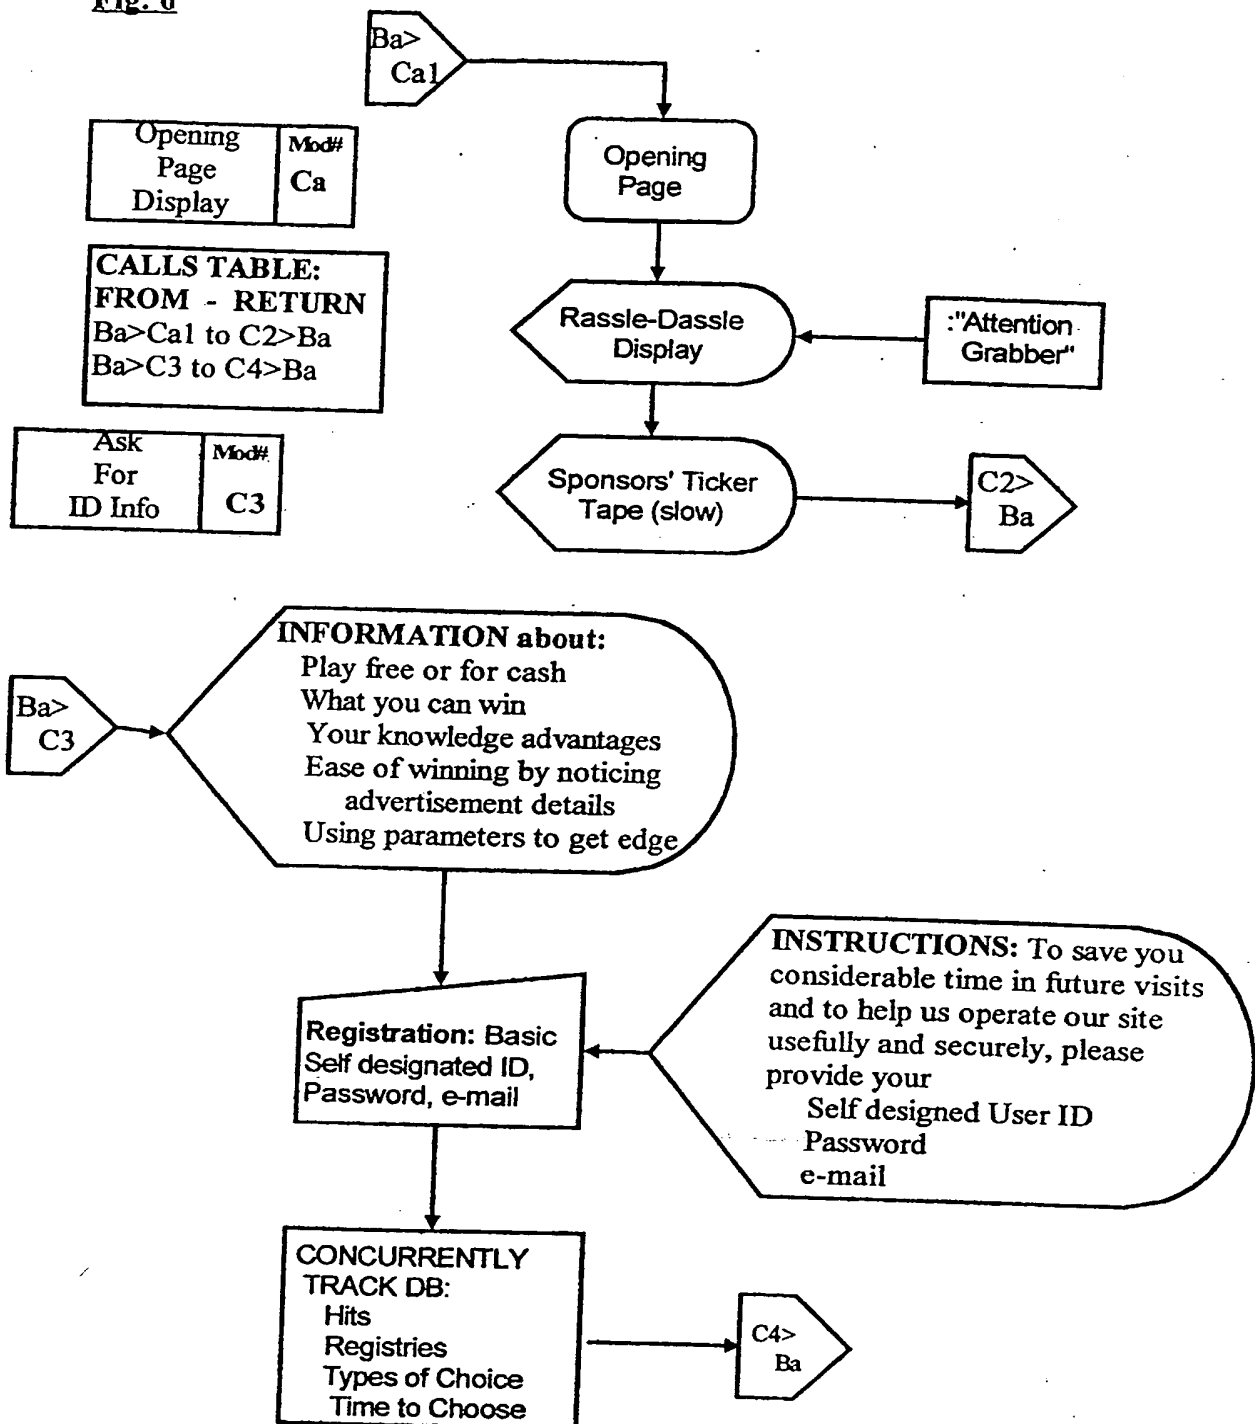 Ba>
Ca1
Opening
Page
Display
Mod#
Ca
Opening
Page
CALLS TABLE:
FROM - RETURN
Ba>Ca1 to C2>Ba
Ba>C3 to C4>Ba
Rassle-Dassle
Display
:"Attention
Grabber"
Ask
For
ID Info
Mod#
C3
Sponsors' Ticker
Tape (slow)
C2>
Ba
Ba>
C3
INFORMATION about:
Play free or for cash
What you can win
Your knowledge advantages
Ease of winning by noticing
advertisement details
Using parameters to get edge
Registration: Basic
Self designated ID,
Password, e-mail
INSTRUCTIONS: To save you
considerable time in future visits
and to help us operate our site
usefully and securely, please
provide your
Self designed User ID
Password
e-mail
CONCURRENTLY
TRACK DB:
Hits
Registries
Types of Choice
Time to Choose
C4>
Ba